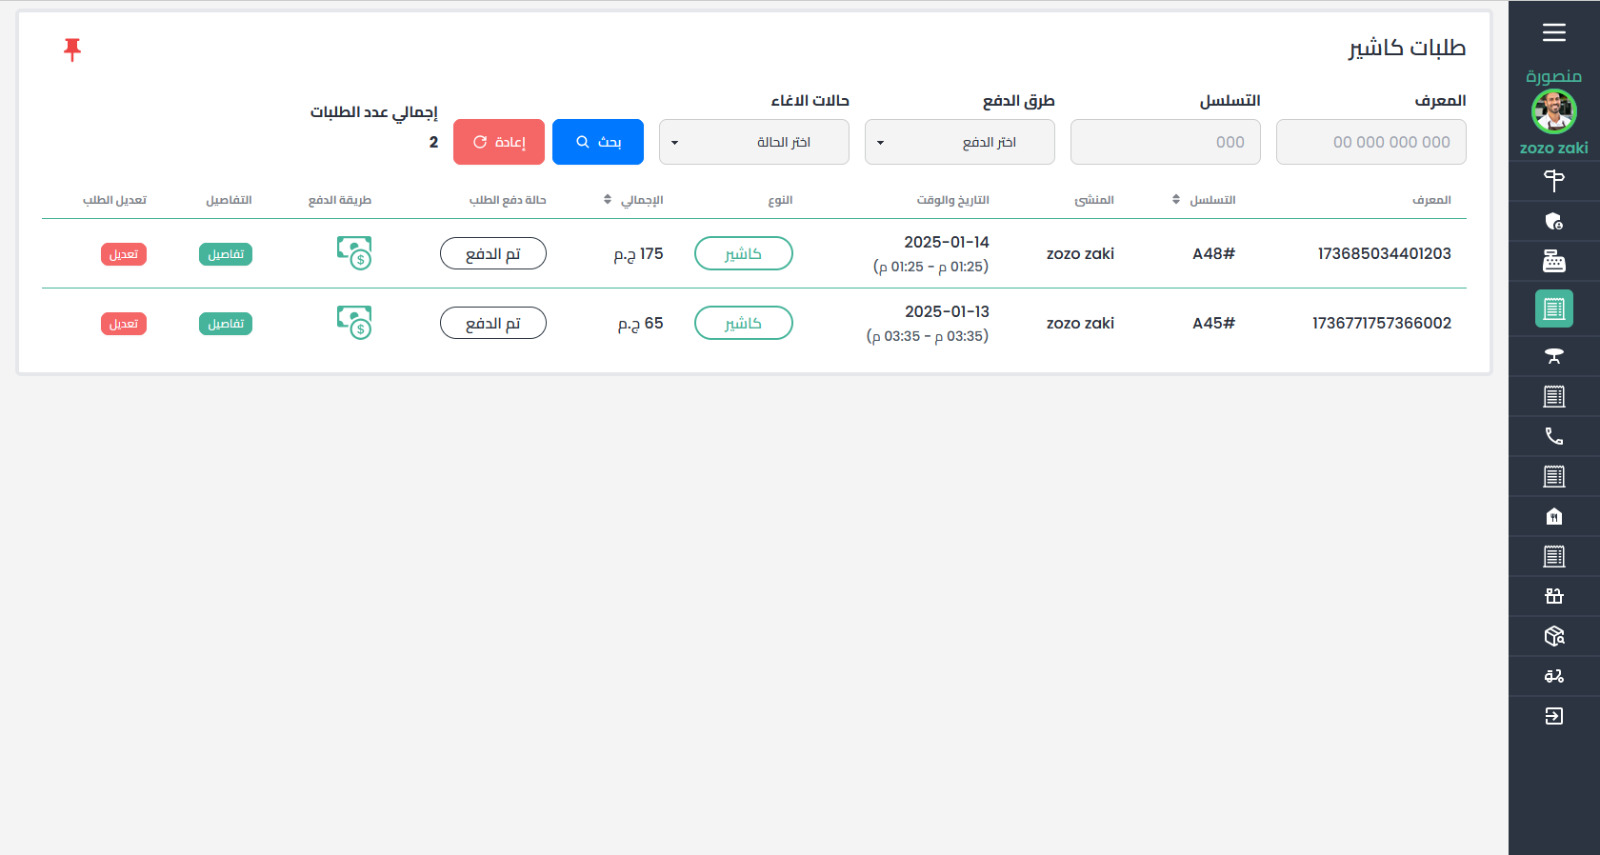 طلبات كاشير
منصورة
zozo zaki
المعرف
التسلسل
طرق الدفع
حالات الاغاء
إجمالي عدد الطلبات
00 000 000 000
000
اختر الدفع
اختر الحالة
بحث
إعادة
2
المعرف التسلسل المنشئ التاريخ والوقت النوع الإجمالي حالة دفع الطلب طريقة الدفع التفاصيل تعديل الطلب
173685034401203 A48# zozo zaki 2025-01-14 كاشير 175 ج.م تم الدفع تفاصيل تعديل
(01:25 م - 01:25 م)
1736771757366002 A45# zozo zaki 2025-01-13 كاشير 65 ج.م تم الدفع تفاصيل تعديل
(03:35 م - 03:35 م)